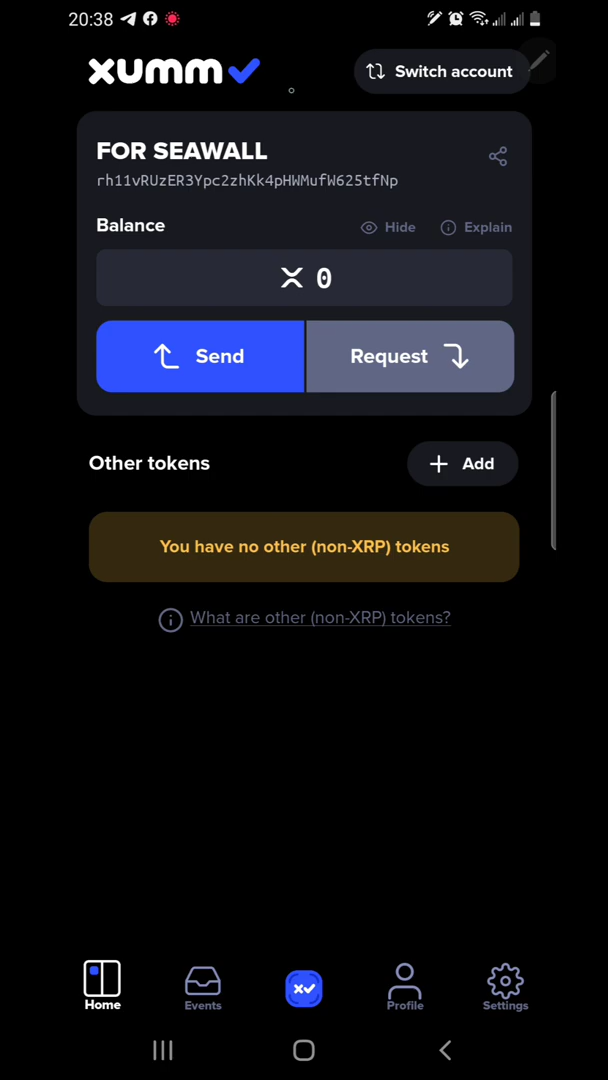 20:38
xumm
Switch account
FOR SEAWALL
rh11vRUzER3Ypc2zhKk4pHWMufW625tfNp
Balance
Hide
Explain
0
Send
Request
Other tokens
Add
You have no other (non-XRP) tokens
What are other (non-XRP) tokens?
Home
Events
Profile
Settings